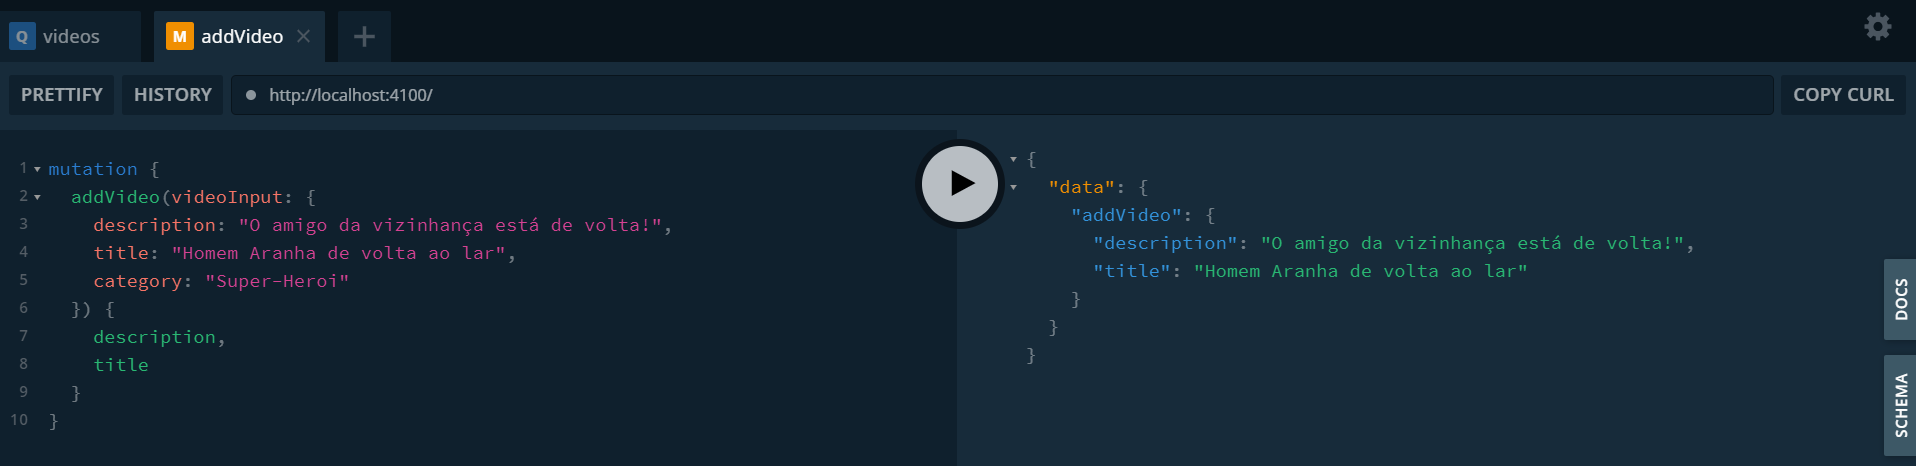 Q videos M addVideo × +
PRETTIFY HISTORY http://localhost:4100/ COPY CURL
1 mutation {
2   addVideo(videoInput: {
3     description: "O amigo da vizinhança está de volta!",
4     title: "Homem Aranha de volta ao lar",
5     category: "Super-Heroi"
6   }) {
7     description,
8     title
9   }
10 }
{
  "data": {
    "addVideo": {
      "description": "O amigo da vizinhança está de volta!",
      "title": "Homem Aranha de volta ao lar"
    }
  }
}
DOCS
SCHEMA